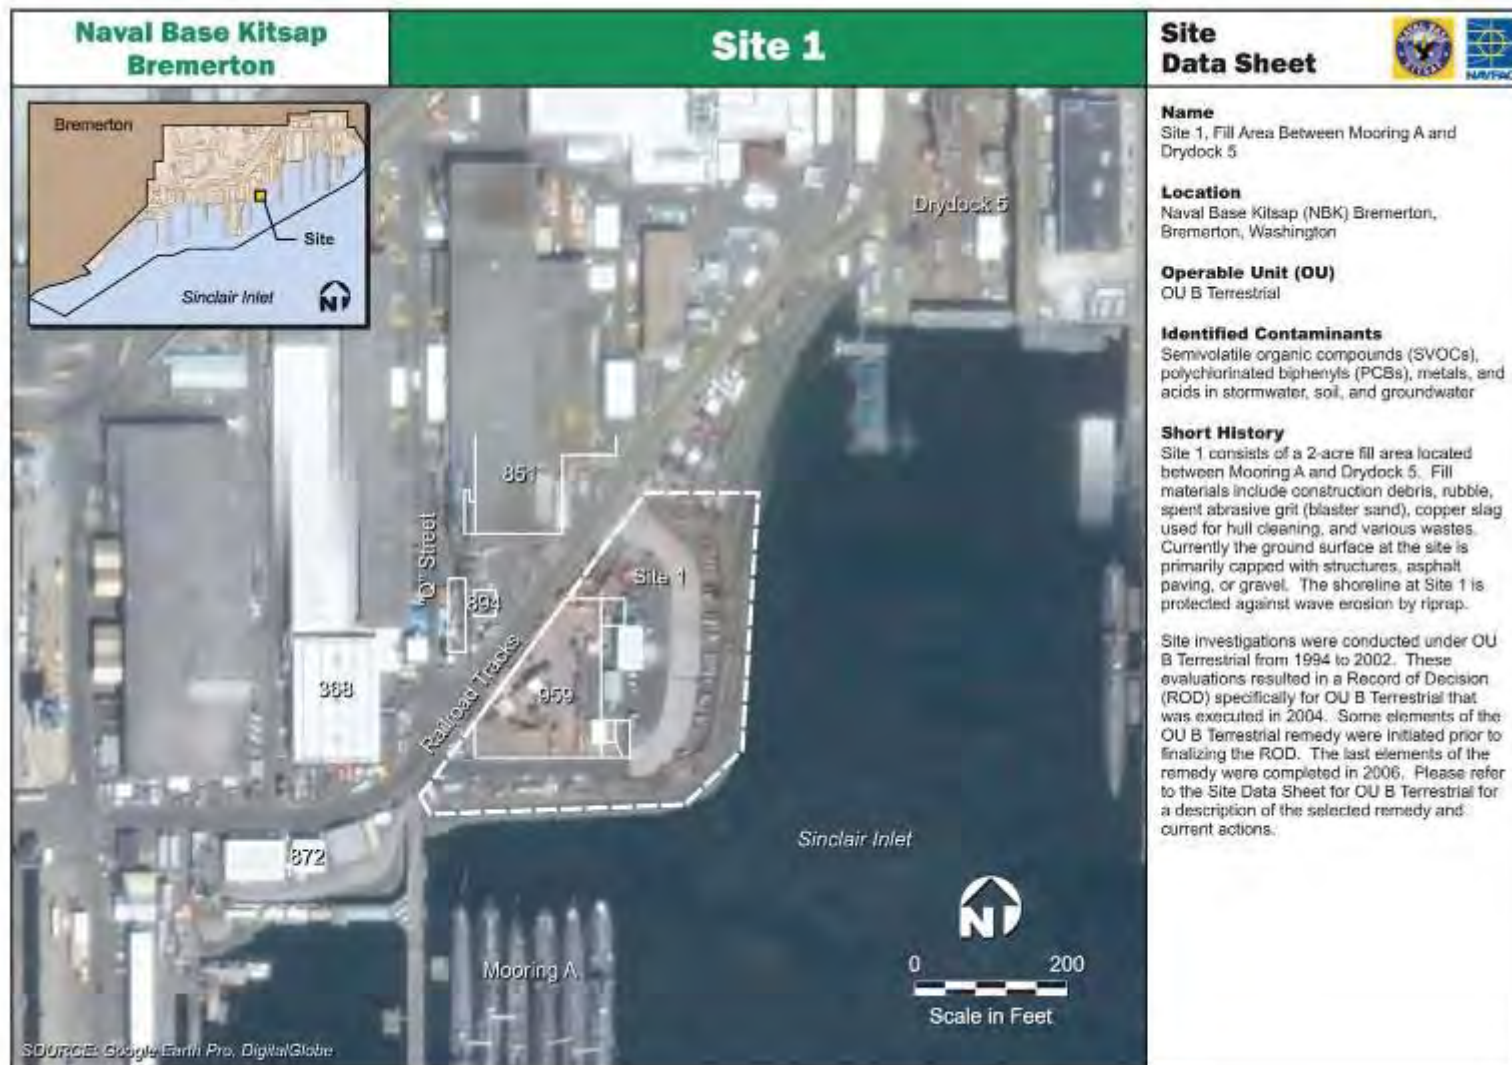 Naval Base Kitsap
Bremerton
Site 1
Site
Data Sheet
NAVFAC
Bremerton
Site
Sinclair Inlet
N
Drydock 5
851
"Q" Street
894
Site 1
Railroad Tracks
959
368
872
Sinclair Inlet
Mooring A
N
0 200
Scale in Feet
SOURCE: Google Earth Pro, DigitalGlobe
Name
Site 1, Fill Area Between Mooring A and
Drydock 5
Location
Naval Base Kitsap (NBK) Bremerton,
Bremerton, Washington
Operable Unit (OU)
OU B Terrestrial
Identified Contaminants
Semivolatile organic compounds (SVOCs),
polychlorinated biphenyls (PCBs), metals, and
acids in stormwater, soil, and groundwater
Short History
Site 1 consists of a 2-acre fill area located
between Mooring A and Drydock 5. Fill
materials include construction debris, rubble,
spent abrasive grit (blaster sand), copper slag
used for hull cleaning, and various wastes.
Currently the ground surface at the site is
primarily capped with structures, asphalt
paving, or gravel. The shoreline at Site 1 is
protected against wave erosion by riprap.
Site investigations were conducted under OU
B Terrestrial from 1994 to 2002. These
evaluations resulted in a Record of Decision
(ROD) specifically for OU B Terrestrial that
was executed in 2004. Some elements of the
OU B Terrestrial remedy were initiated prior to
finalizing the ROD. The last elements of the
remedy were completed in 2006. Please refer
to the Site Data Sheet for OU B Terrestrial for
a description of the selected remedy and
current actions.